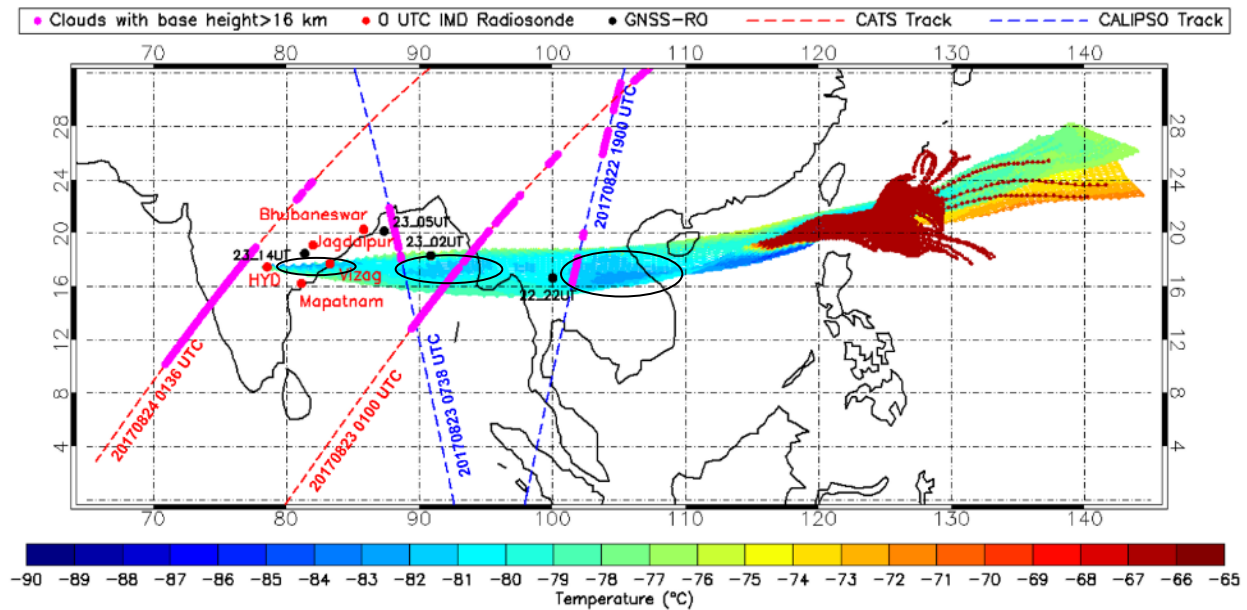 Clouds with base height>16 km 0 UTC IMD Radiosonde GNSS-RO CATS Track CALIPSO Track
70 80 90 100 110 120 130 140
28 28
24 24
20 20
16 16
12 12
8 8
4 4
20170822 1900 UTC
Bhubaneswar
23_05UT
Jagdalpur
23_02UT
23_14UT
HYD
Vizag
22_22UT
Mapatnam
20170824 0136 UTC
20170823 0100 UTC
20170823 0738 UTC
70 80 90 100 110 120 130 140
-90 -88 -87 -86 -85 -84 -83 -82 -81 -80 -79 -78 -77 -76 -75 -74 -73 -72 -71 -70 -69 -68 -67 -66 -65
Temperature (°C)